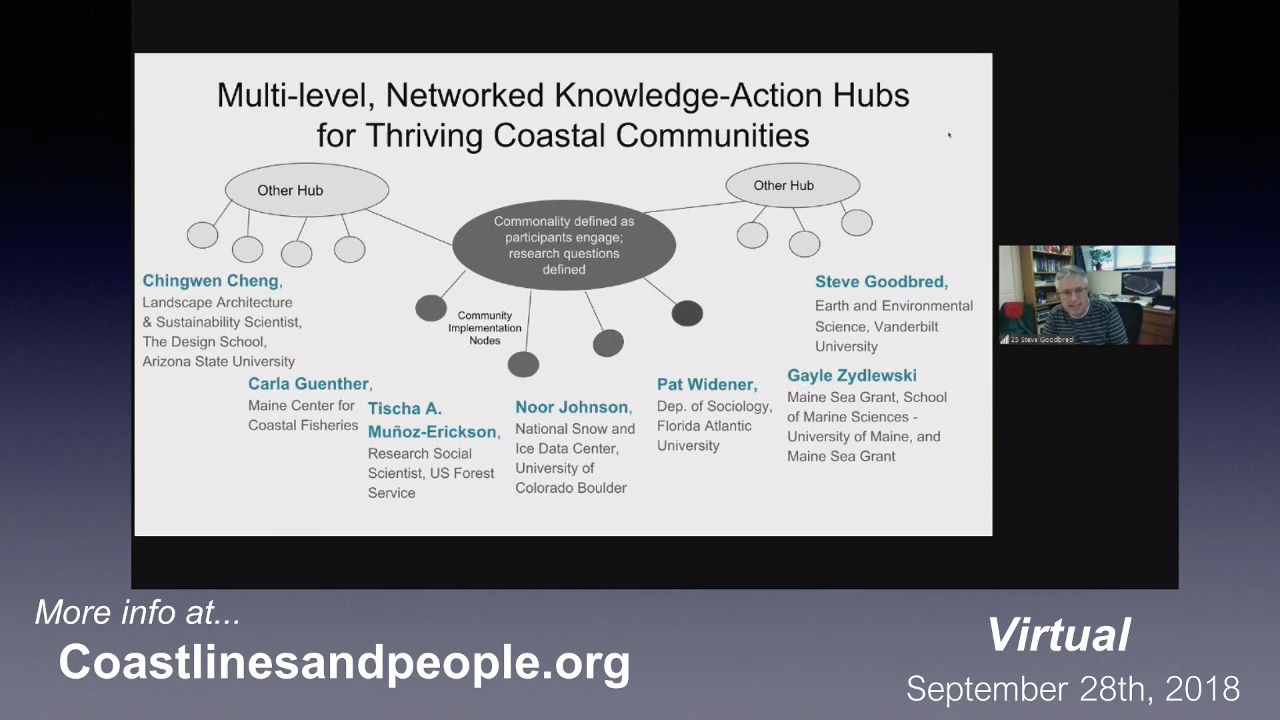 Multi-level, Networked Knowledge-Action Hubs
for Thriving Coastal Communities
Other Hub
Other Hub
Commonality defined as
participants engage;
research questions
defined
Community
Implementation
Nodes
Chingwen Cheng,
Landscape Architecture
& Sustainability Scientist,
The Design School,
Arizona State University
Carla Guenther,
Maine Center for
Coastal Fisheries
Tischa A.
Muñoz-Erickson,
Research Social
Scientist, US Forest
Service
Noor Johnson,
National Snow and
Ice Data Center,
University of
Colorado Boulder
Pat Widener,
Dep. of Sociology,
Florida Atlantic
University
Steve Goodbred,
Earth and Environmental
Science, Vanderbilt
University
Gayle Zydlewski
Maine Sea Grant, School
of Marine Sciences -
University of Maine, and
Maine Sea Grant
25 Steve Goodbred
More info at...
Coastlinesandpeople.org
Virtual
September 28th, 2018